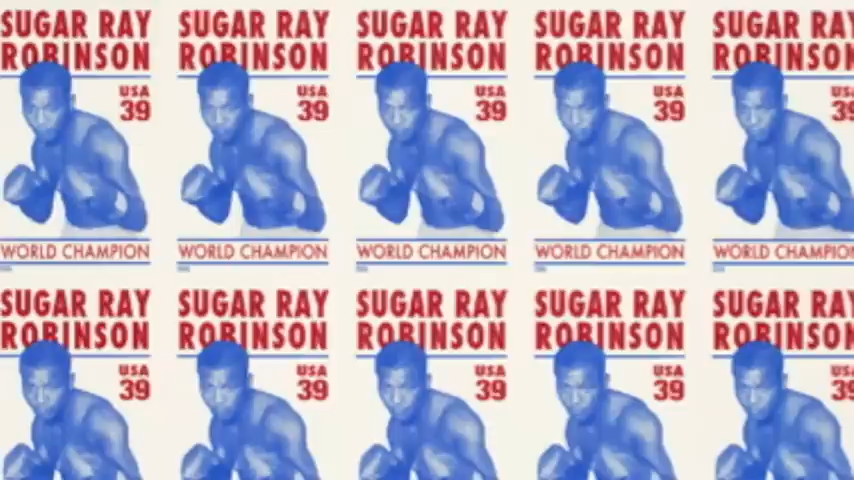 SUGAR RAY SUGAR RAY SUGAR RAY SUGAR RAY SUGAR RAY
ROBINSON ROBINSON ROBINSON ROBINSON ROBINSON
USA USA USA USA USA
39 39 39 39 39
WORLD CHAMPION WORLD CHAMPION WORLD CHAMPION WORLD CHAMPION WORLD CHAMPION
SUGAR RAY SUGAR RAY SUGAR RAY SUGAR RAY SUGAR RAY
ROBINSON ROBINSON ROBINSON ROBINSON ROBINSON
USA USA USA USA USA
39 39 39 39 39